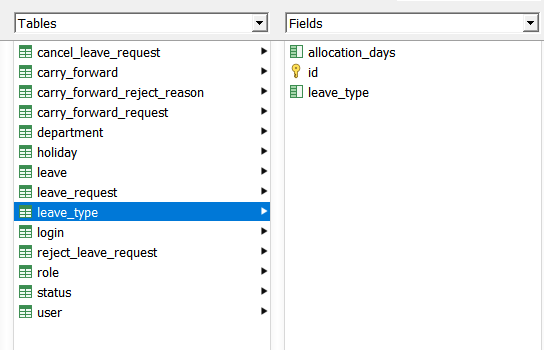 Tables
cancel_leave_request
carry_forward
carry_forward_reject_reason
carry_forward_request
department
holiday
leave
leave_request
leave_type
login
reject_leave_request
role
status
user
Fields
allocation_days
id
leave_type